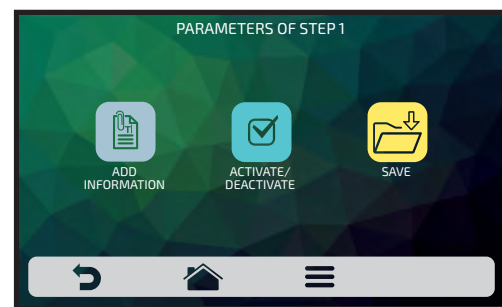 PARAMETERS OF STEP 1
ADD
INFORMATION
ACTIVATE/
DEACTIVATE
SAVE